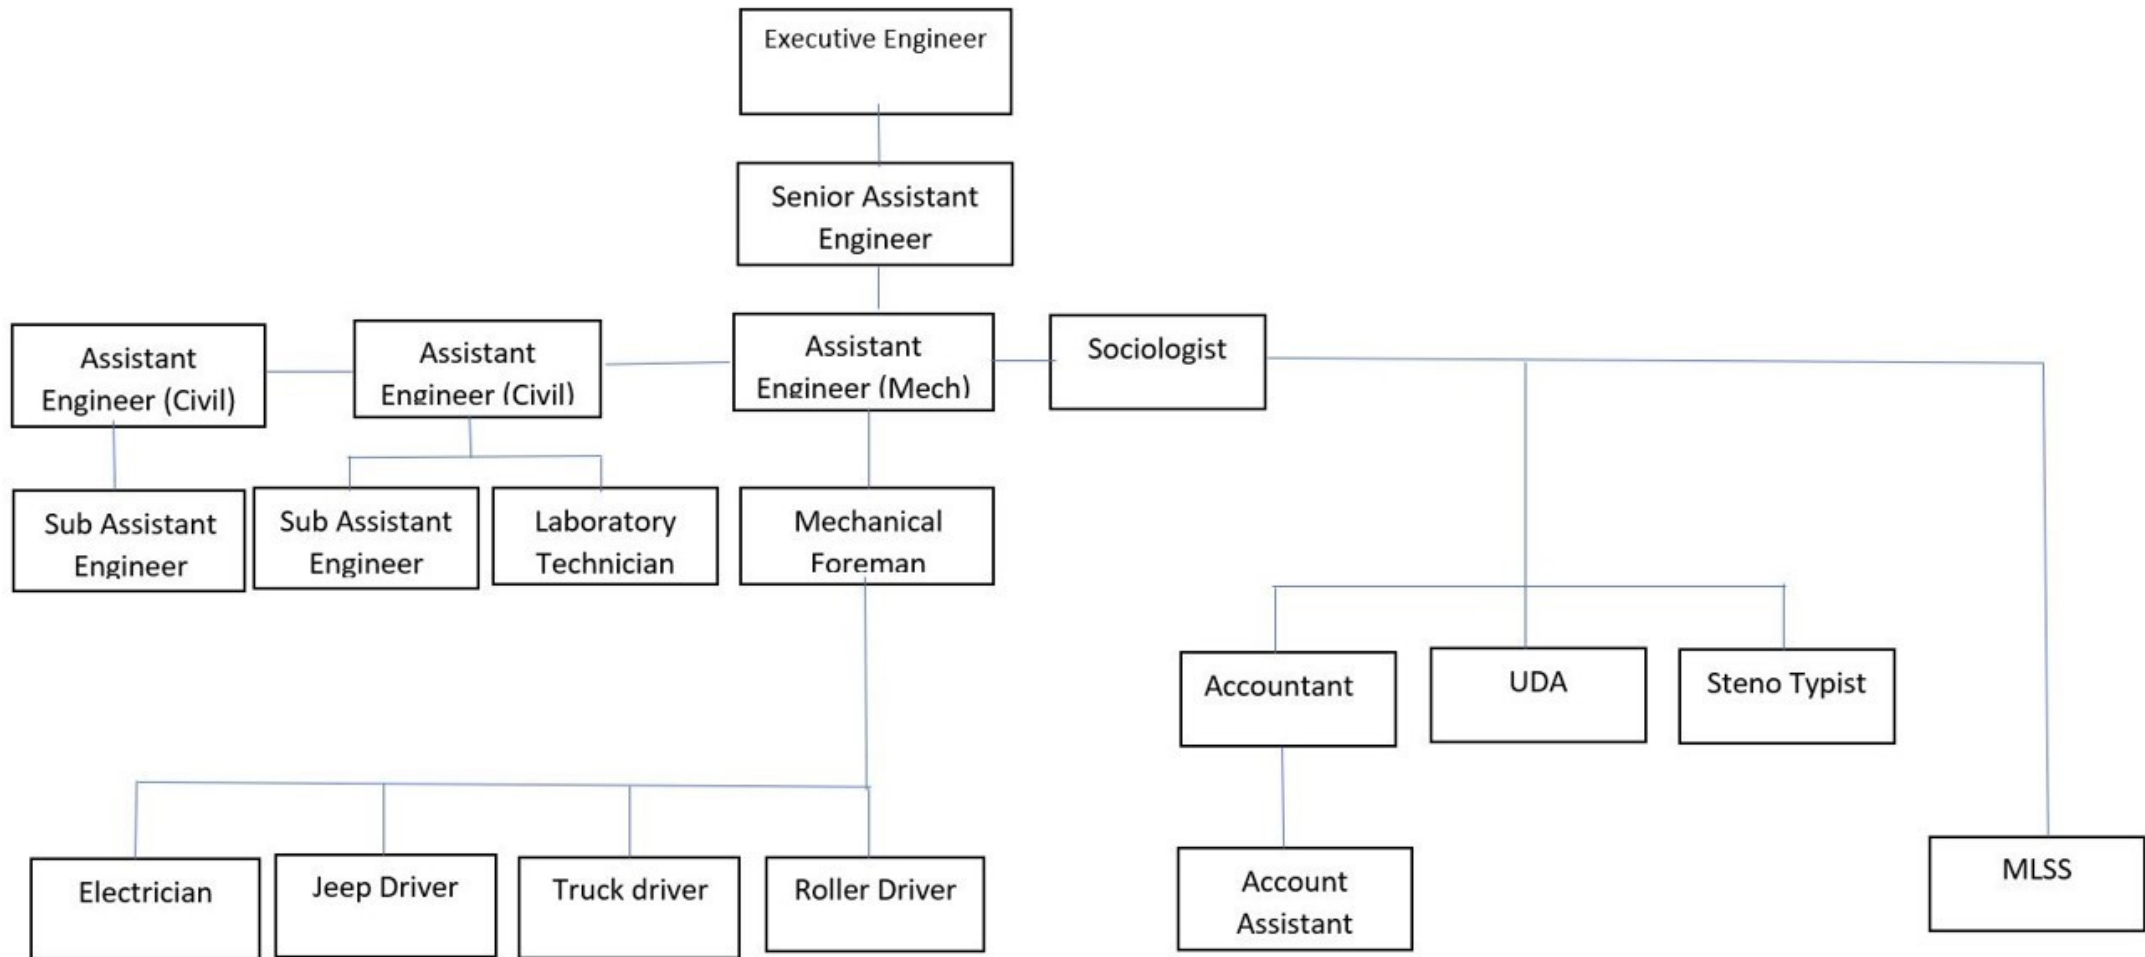 Executive Engineer
Senior Assistant
Engineer
Assistant
Engineer (Civil)
Assistant
Engineer (Civil)
Assistant
Engineer (Mech)
Sociologist
Sub Assistant
Engineer
Sub Assistant
Engineer
Laboratory
Technician
Mechanical
Foreman
Accountant
UDA
Steno Typist
Electrician
Jeep Driver
Truck driver
Roller Driver
Account
Assistant
MLSS